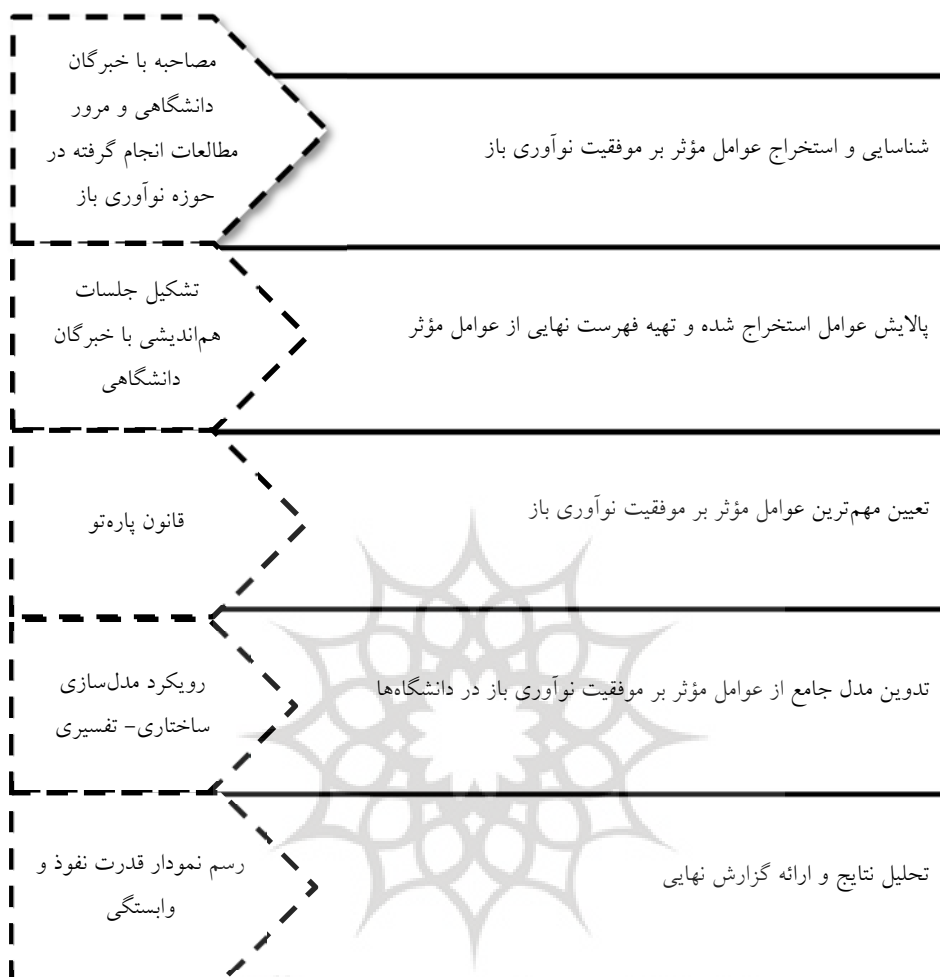 مصاحبه با خبرگان
دانشگاهی و مرور
مطالعات انجام گرفته در
حوزه نوآوری باز
شناسایی و استخراج عوامل مؤثر بر موفقیت نوآوری باز
تشکیل جلسات
هم‌اندیشی با خبرگان
دانشگاهی
پالایش عوامل استخراج شده و تهیه فهرست نهایی از عوامل مؤثر
قانون پاره‌تو
تعیین مهم‌ترین عوامل مؤثر بر موفقیت نوآوری باز
رویکرد مدل‌سازی
ساختاری- تفسیری
تدوین مدل جامع از عوامل مؤثر بر موفقیت نوآوری باز در دانشگاه‌ها
رسم نمودار قدرت نفوذ و
وابستگی
تحلیل نتایج و ارائه گزارش نهایی